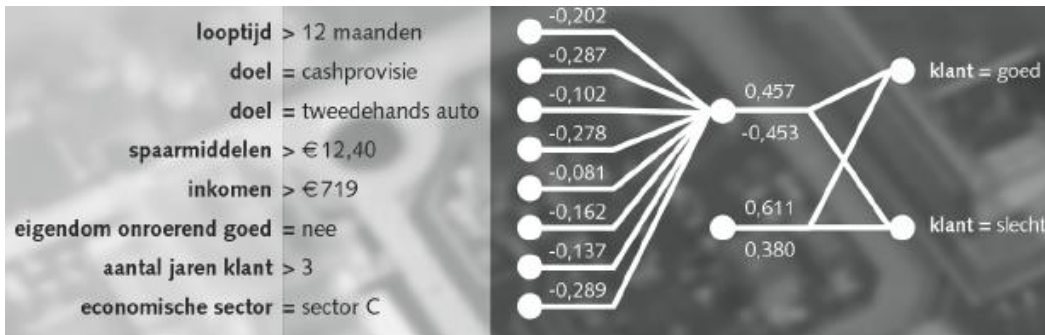 looptijd > 12 maanden
doel = cashprovisie
doel = tweedehands auto
spaarmiddelen > €12,40
inkomen > €719
eigendom onroerend goed = nee
aantal jaren klant > 3
economische sector = sector C
-0,202
-0,287
-0,102
-0,278
-0,081
-0,162
-0,137
-0,289
0,457
-0,453
0,611
0,380
klant = goed
klant = slecht